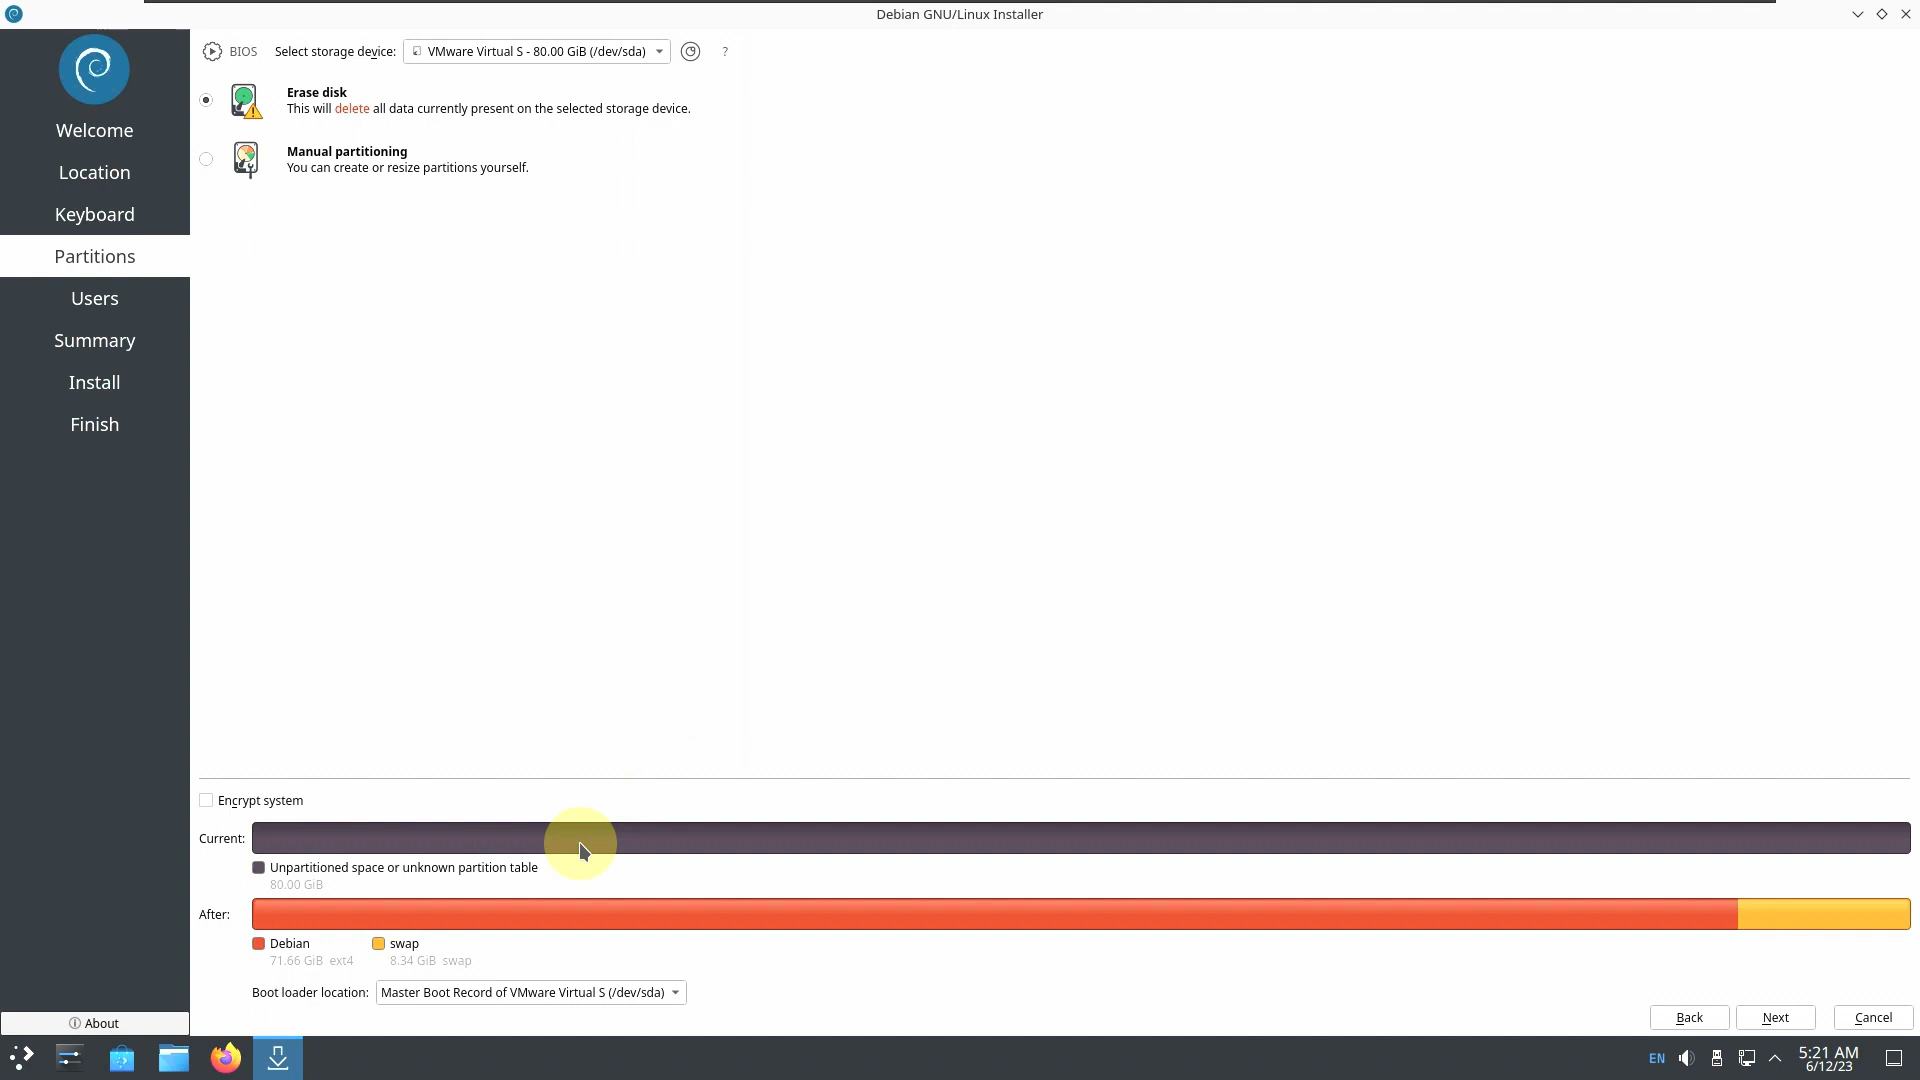 Debian GNU/Linux Installer
BIOS
Select storage device:
VMware Virtual S - 80.00 GiB (/dev/sda)
?
Erase disk
This will delete all data currently present on the selected storage device.
Manual partitioning
You can create or resize partitions yourself.
Welcome
Location
Keyboard
Partitions
Users
Summary
Install
Finish
Encrypt system
Current:
Unpartitioned space or unknown partition table
80.00 GiB
After:
Debian
71.66 GiB ext4
swap
8.34 GiB swap
Boot loader location:
Master Boot Record of VMware Virtual S (/dev/sda)
Back
Next
Cancel
About
EN
5:21 AM
6/12/23